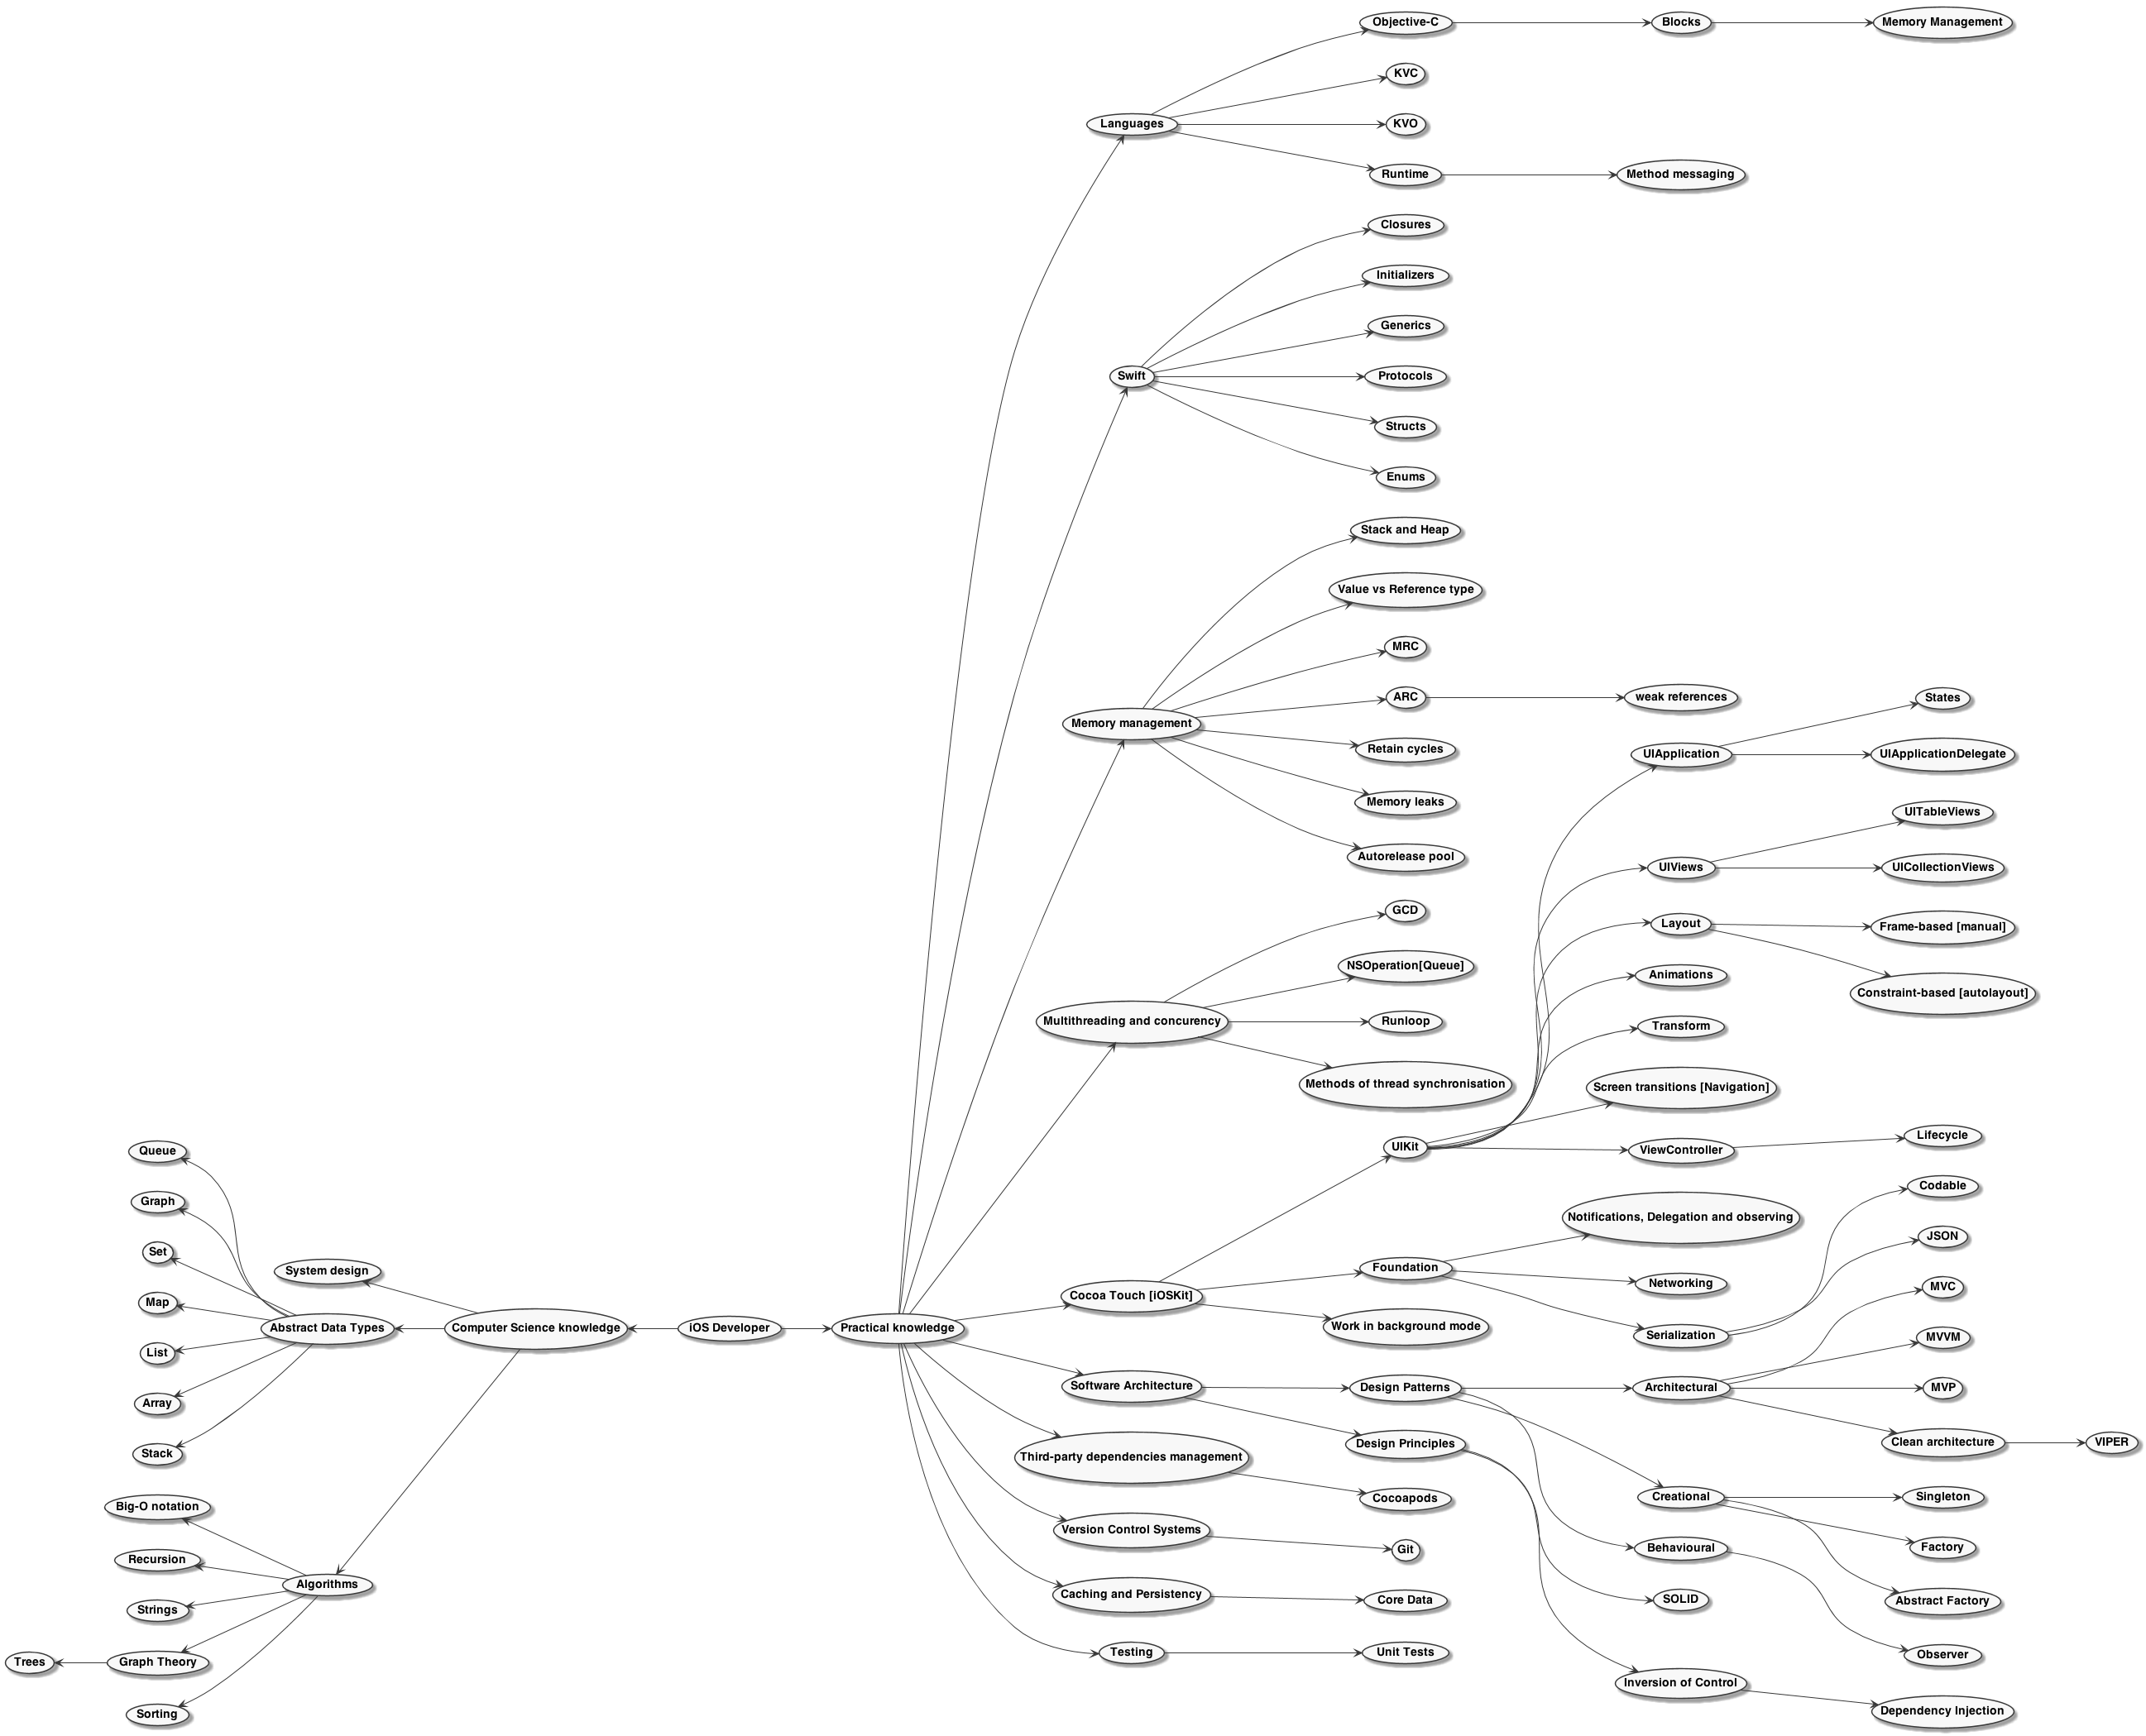 Objective-C
Blocks
Memory Management
KVC
Languages
KVO
Runtime
Method messaging
Closures
Initializers
Generics
Swift
Protocols
Structs
Enums
Stack and Heap
Value vs Reference type
MRC
ARC
weak references
States
Memory management
Retain cycles
UIApplication
UIApplicationDelegate
Memory leaks
UITableViews
Autorelease pool
UIViews
UICollectionViews
GCD
Layout
Frame-based [manual]
NSOperation[Queue]
Animations
Constraint-based [autolayout]
Multithreading and concurency
Runloop
Transform
Methods of thread synchronisation
Screen transitions [Navigation]
UIKit
ViewController
Lifecycle
Queue
Codable
Graph
Notifications, Delegation and observing
JSON
Set
System design
Foundation
Networking
MVC
Cocoa Touch [iOSKit]
Map
Work in background mode
Serialization
MVVM
Abstract Data Types
Computer Science knowledge
iOS Developer
Practical knowledge
List
Software Architecture
Design Patterns
Architectural
MVP
Array
Design Principles
Clean architecture
VIPER
Stack
Third-party dependencies management
Cocoapods
Creational
Singleton
Big-O notation
Version Control Systems
Git
Behavioural
Factory
Recursion
Algorithms
Caching and Persistency
Core Data
SOLID
Abstract Factory
Strings
Testing
Unit Tests
Observer
Trees
Graph Theory
Inversion of Control
Sorting
Dependency Injection